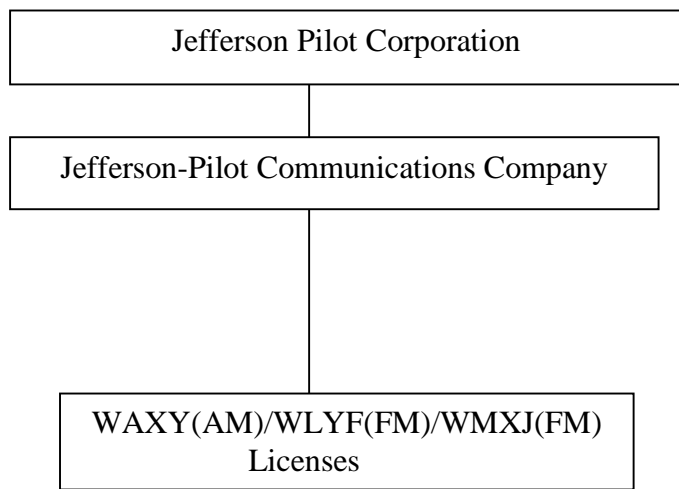 Jefferson Pilot Corporation
Jefferson-Pilot Communications Company
WAXY(AM)/WLYF(FM)/WMXJ(FM)
Licenses